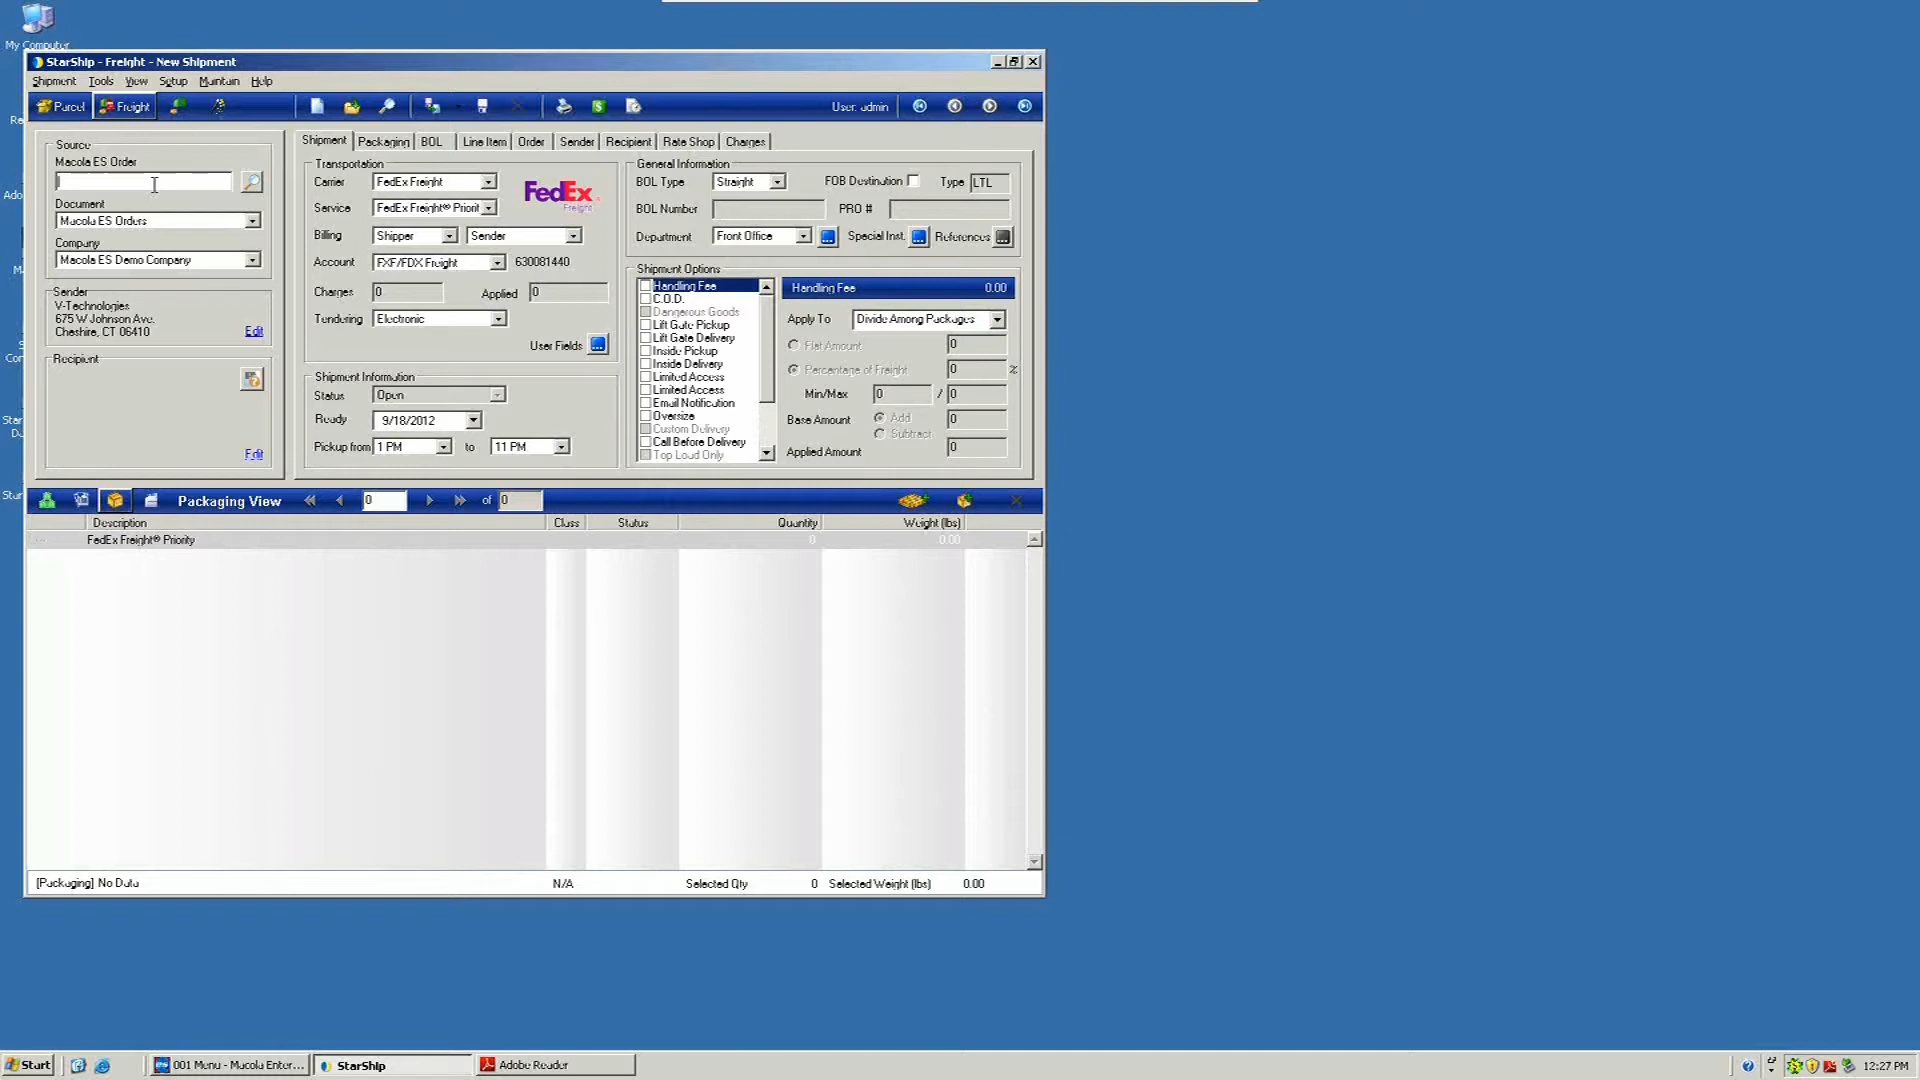 My Computer
StarShip - Freight - New Shipment
Shipment Tools View Setup Maintain Help
Parcel Freight User: admin
Source
Macola ES Order
Document
Macola ES Orders
Company
Macola ES Demo Company
Sender
V-Technologies
675 W Johnson Ave.
Cheshire, CT 06410 Edit
Recipient
Edit
Shipment Packaging BOL Line Item Order Sender Recipient Rate Shop Charges
Transportation
Carrier FedEx Freight
FedEx
Freight
Service FedEx Freight® Priorit
Billing Shipper Sender
Account FXF/FDX Freight 630081440
Charges 0 Applied 0
Tendering Electronic
User Fields
Shipment Information
Status Open
Ready 9/18/2012
Pickup from 1 PM to 11 PM
General Information
BOL Type Straight FOB Destination Type LTL
BOL Number PRO #
Department Front Office Special Inst. References
Shipment Options
Handling Fee
C.O.D.
Dangerous Goods
Lift Gate Pickup
Lift Gate Delivery
Inside Pickup
Inside Delivery
Limited Access
Limited Access
Email Notification
Oversize
Custom Delivery
Call Before Delivery
Top Load Only
Handling Fee 0.00
Apply To Divide Among Packages
Flat Amount 0
Percentage of Freight 0 %
Min/Max 0 / 0
Base Amount Add 0
Subtract
Applied Amount 0
Packaging View 0 of 0
Description Class Status Quantity Weight (lbs)
FedEx Freight® Priority 0 0.00
[Packaging] No Data N/A Selected Qty 0 Selected Weight (lbs) 0.00
Start 001 Menu - Macola Enter... StarShip Adobe Reader 12:27 PM